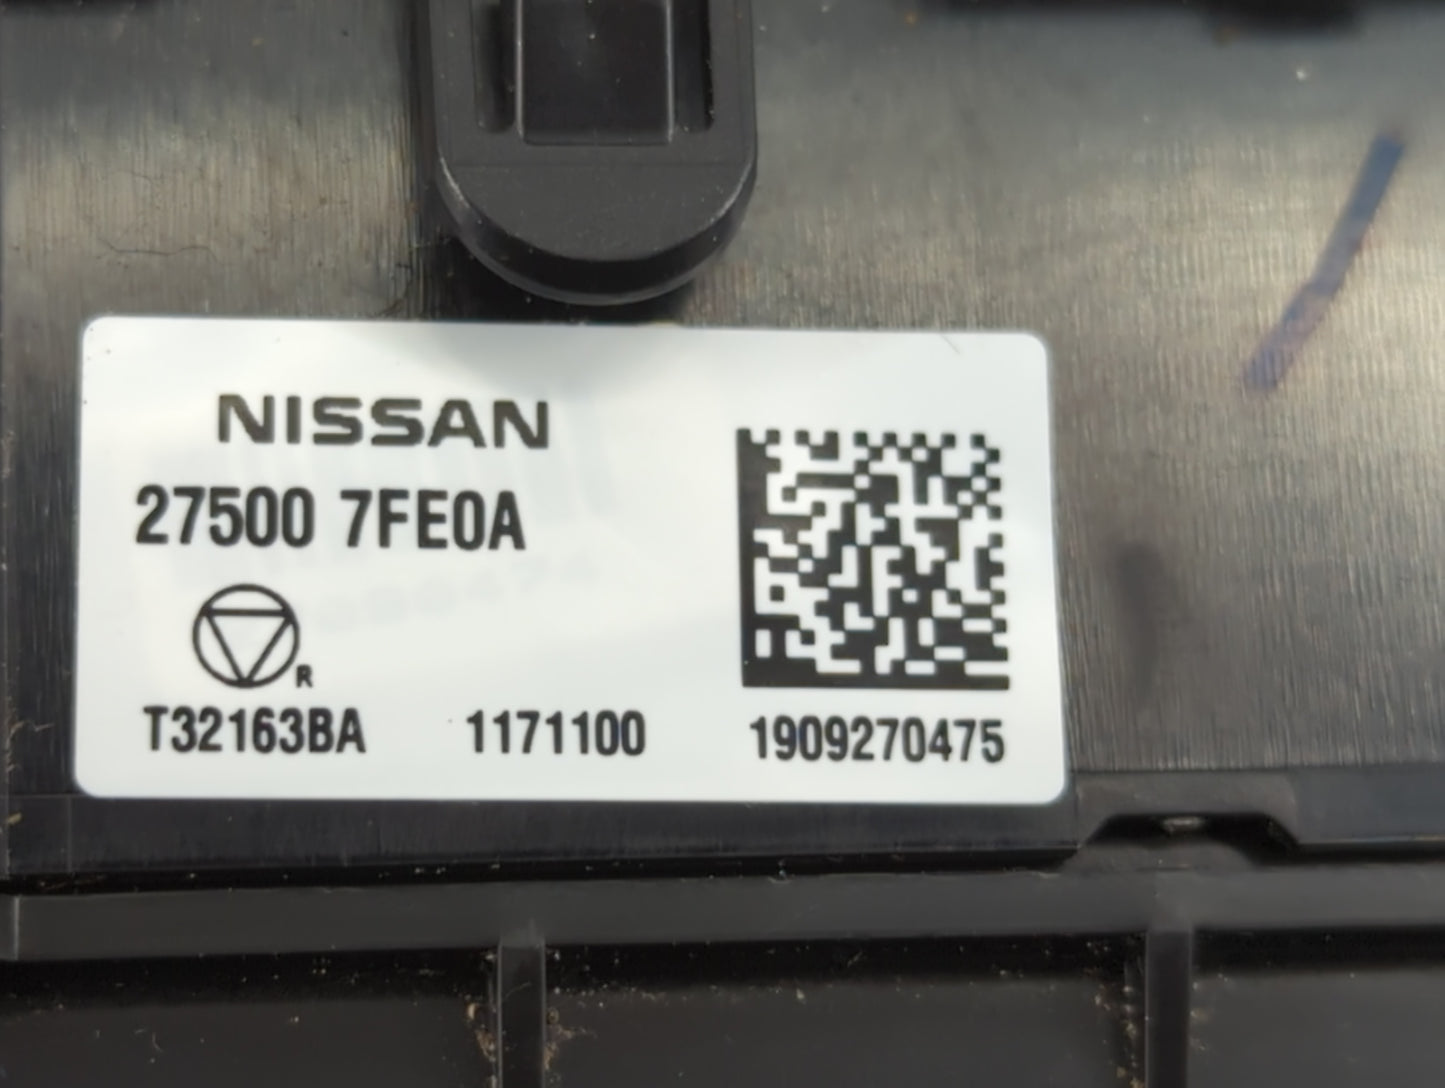 NISSAN
27500 7FE0A
R
T32163BA 1171100 1909270475